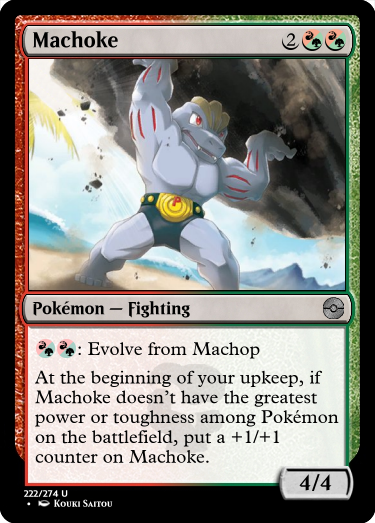 Machoke 2
Pokémon — Fighting
: Evolve from Machop
At the beginning of your upkeep, if
Machoke doesn't have the greatest
power or toughness among Pokémon
on the battlefield, put a +1/+1
counter on Machoke.
4/4
222/274 U
• Kouki Saitou